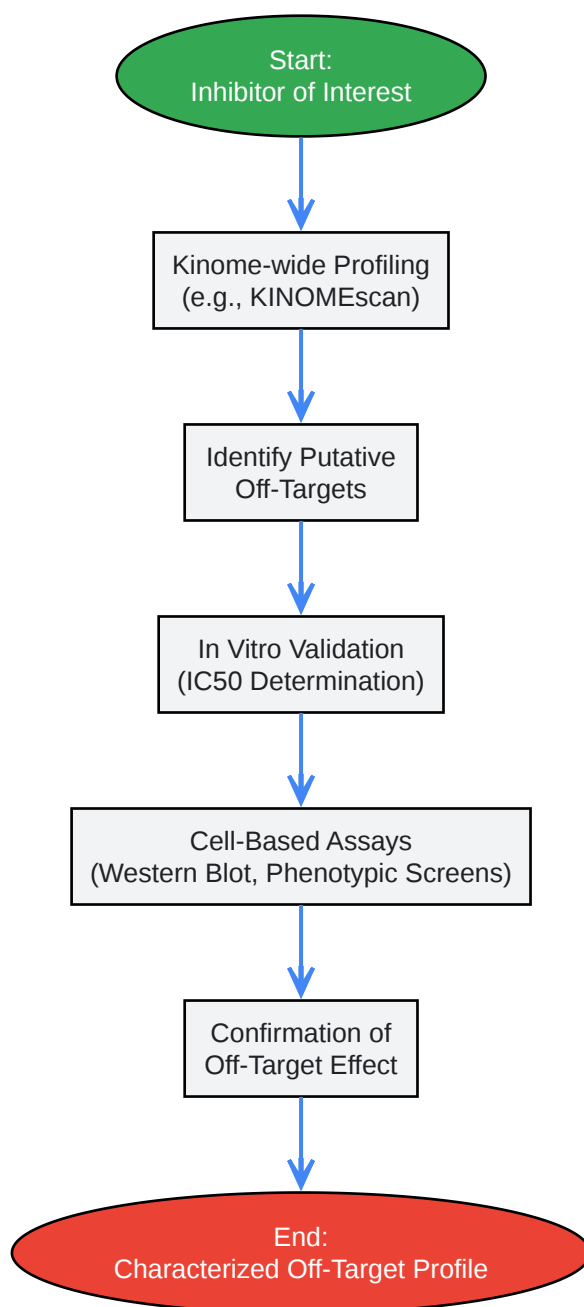 Start:
Inhibitor of Interest
Kinome-wide Profiling
(e.g., KINOMEscan)
Identify Putative
Off-Targets
In Vitro Validation
(IC50 Determination)
Cell-Based Assays
(Western Blot, Phenotypic Screens)
Confirmation of
Off-Target Effect
End:
Characterized Off-Target Profile